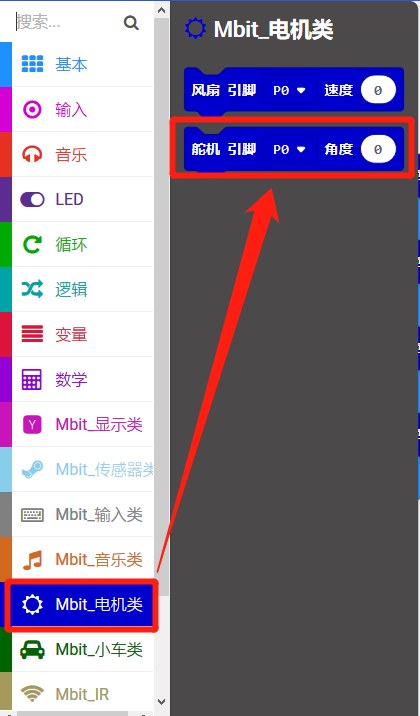 搜索...
基本
输入
音乐
LED
循环
逻辑
变量
数学
Y Mbit_显示类
Mbit_传感器类
Mbit_输入类
Mbit_音乐类
Mbit_电机类
Mbit_小车类
Mbit_IR
Mbit_电机类
风扇 引脚 P0 速度 0
舵机 引脚 P0 角度 0